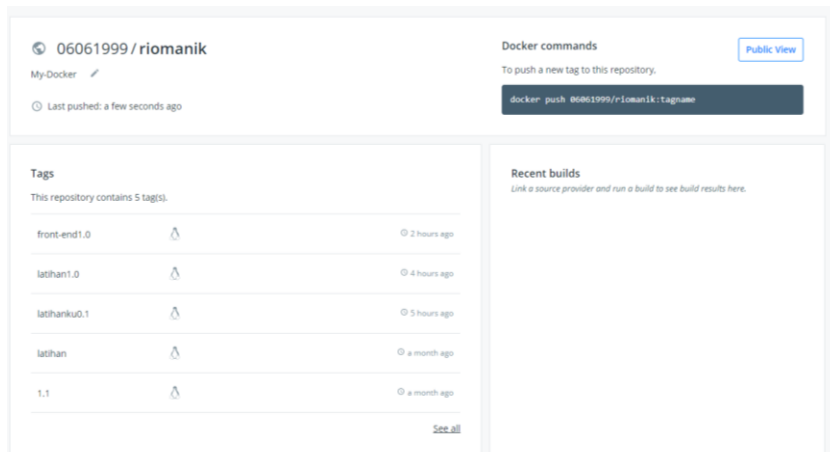 06061999 / riomanik
My-Docker
Last pushed: a few seconds ago
Docker commands
Public View
To push a new tag to this repository.
docker push 06061999/riomanik:tagname
Tags
This repository contains 5 tag(s).
front-end1.0 2 hours ago
latihan1.0 4 hours ago
latihanku0.1 5 hours ago
latihan a month ago
1.1 a month ago
See all
Recent builds
Link a source provider and run a build to see build results here.